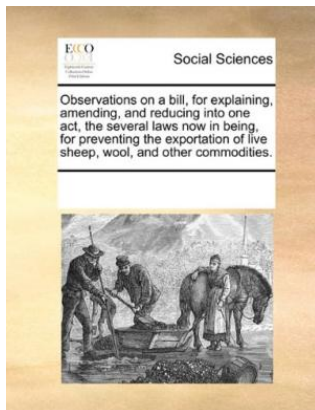 ECCO
Social Sciences
Observations on a bill, for explaining,
amending, and reducing into one
act, the several laws now in being,
for preventing the exportation of live
sheep, wool, and other commodities.